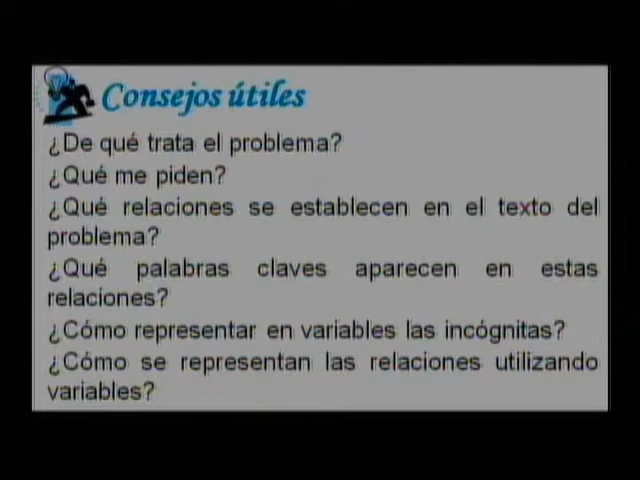 Consejos útiles
¿De qué trata el problema?
¿Qué me piden?
¿Qué relaciones se establecen en el texto del
problema?
¿Qué palabras claves aparecen en estas
relaciones?
¿Cómo representar en variables las incógnitas?
¿Cómo se representan las relaciones utilizando
variables?